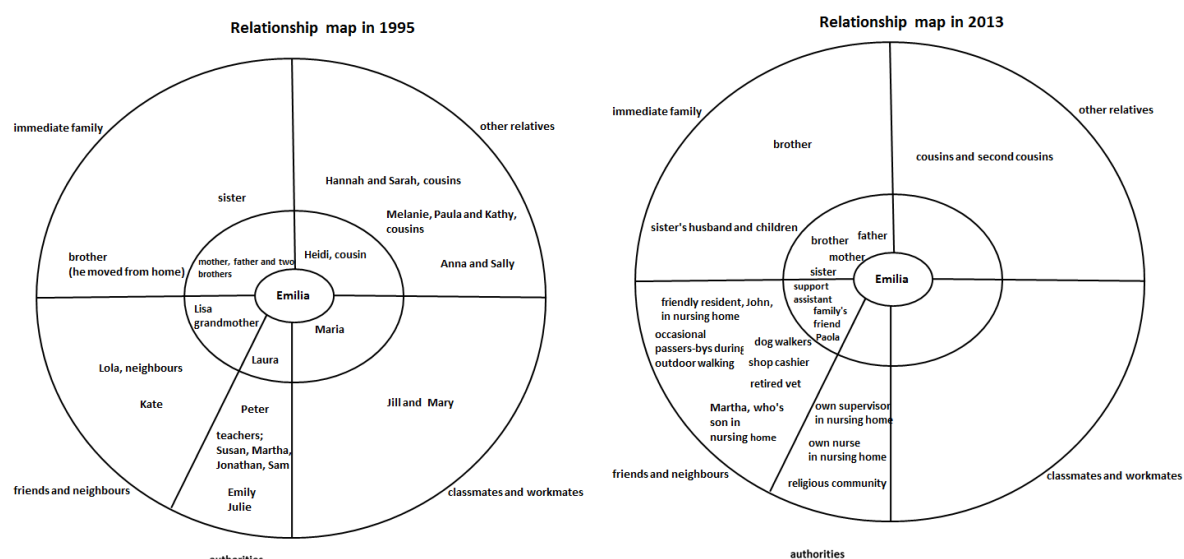 Relationship map in 1995
immediate family
other relatives
Hannah and Sarah, cousins
sister
Melanie, Paula and Kathy,
cousins
brother
(he moved from home)
mother, father and two
brothers
Heidi, cousin
Anna and Sally
Emilia
Lisa
grandmother
Maria
Laura
Lola, neighbours
Kate
Peter
Jill and Mary
teachers;
Susan, Martha,
Jonathan, Sam
Emily
Julie
friends and neighbours
classmates and workmates
authorities
Relationship map in 2013
immediate family
other relatives
brother
cousins and second cousins
sister's husband and children
brother
father
mother
sister
Emilia
support
assistant
family's
friend
Paola
friendly resident, John,
in nursing home
occasional
passers-bys during
outdoor walking
dog walkers
shop cashier
retired vet
Martha, who's
son in
nursing home
own supervisor
in nursing home
own nurse
in nursing home
religious community
friends and neighbours
classmates and workmates
authorities